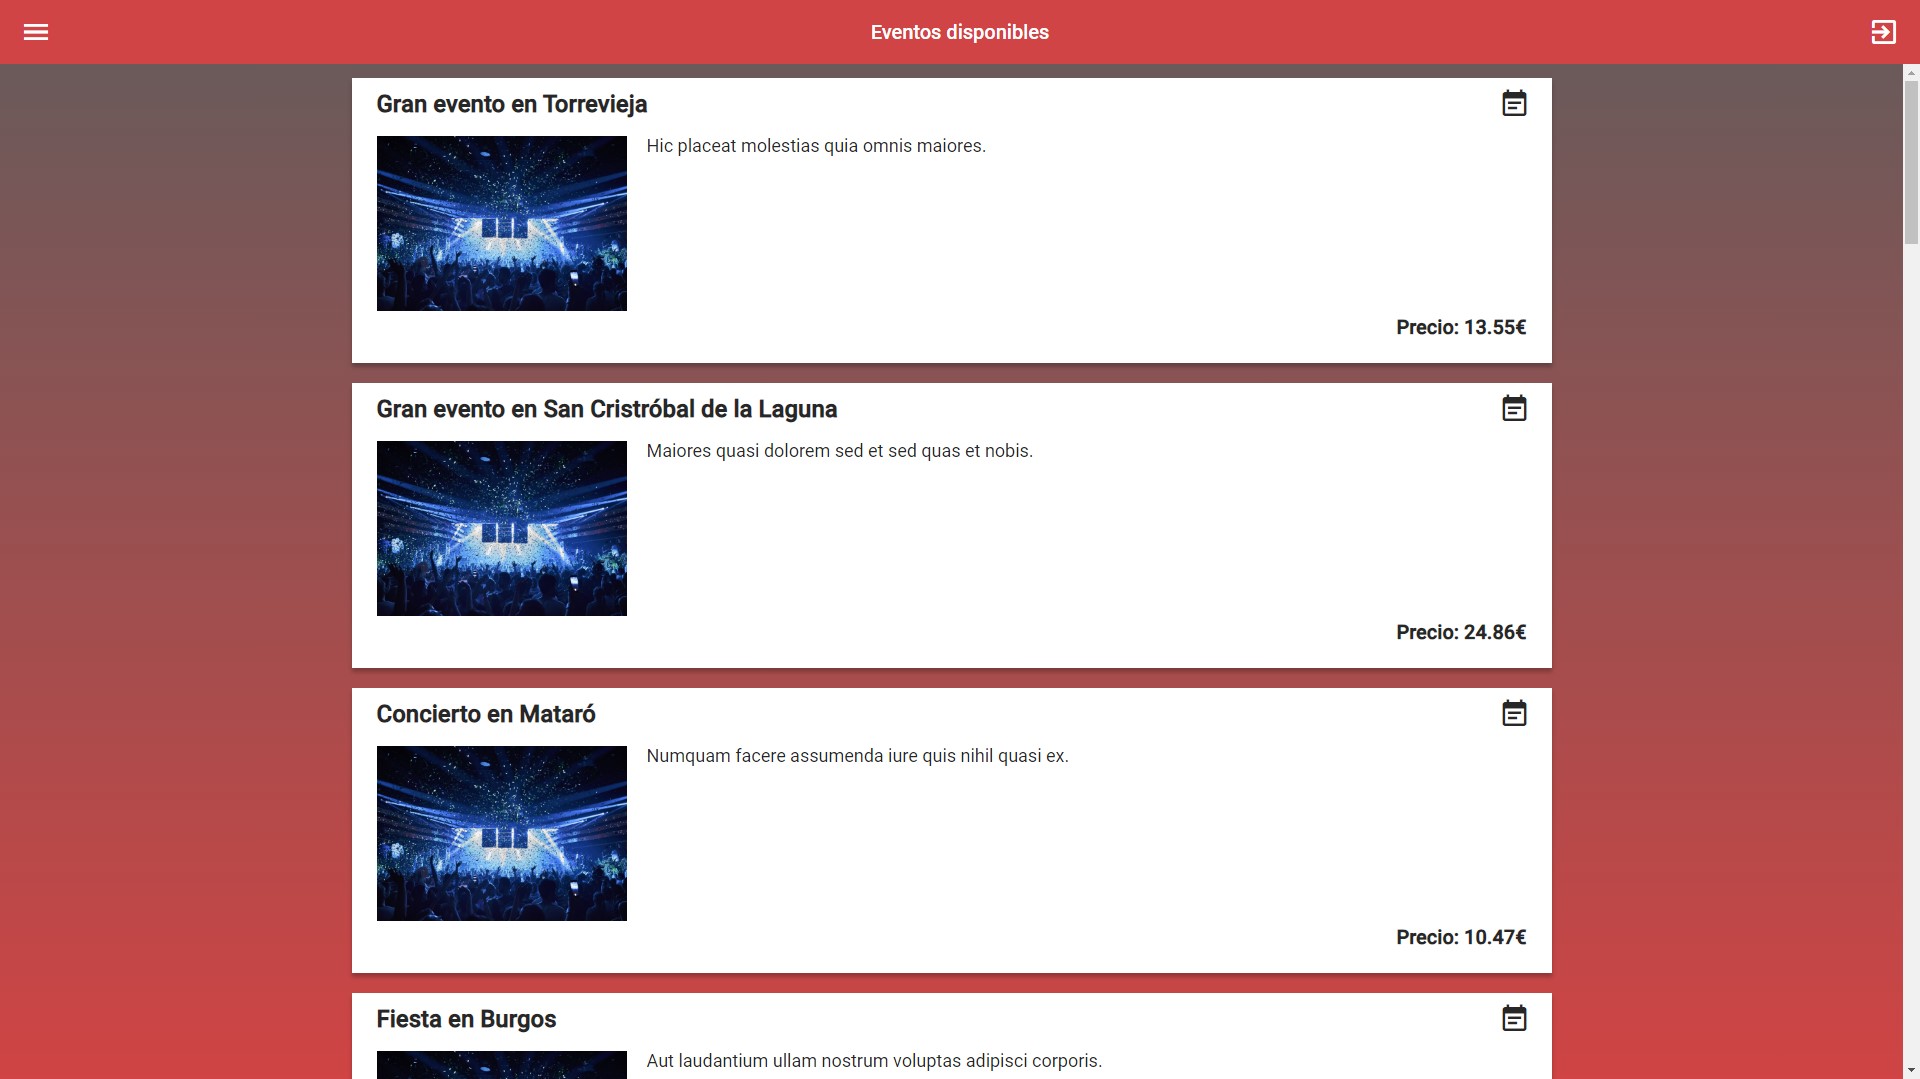 Eventos disponibles
Gran evento en Torrevieja
Hic placeat molestias quia omnis maiores.
Precio: 13.55€
Gran evento en San Cristróbal de la Laguna
Maiores quasi dolorem sed et sed quas et nobis.
Precio: 24.86€
Concierto en Mataró
Numquam facere assumenda iure quis nihil quasi ex.
Precio: 10.47€
Fiesta en Burgos
Aut laudantium ullam nostrum voluptas adipisci corporis.